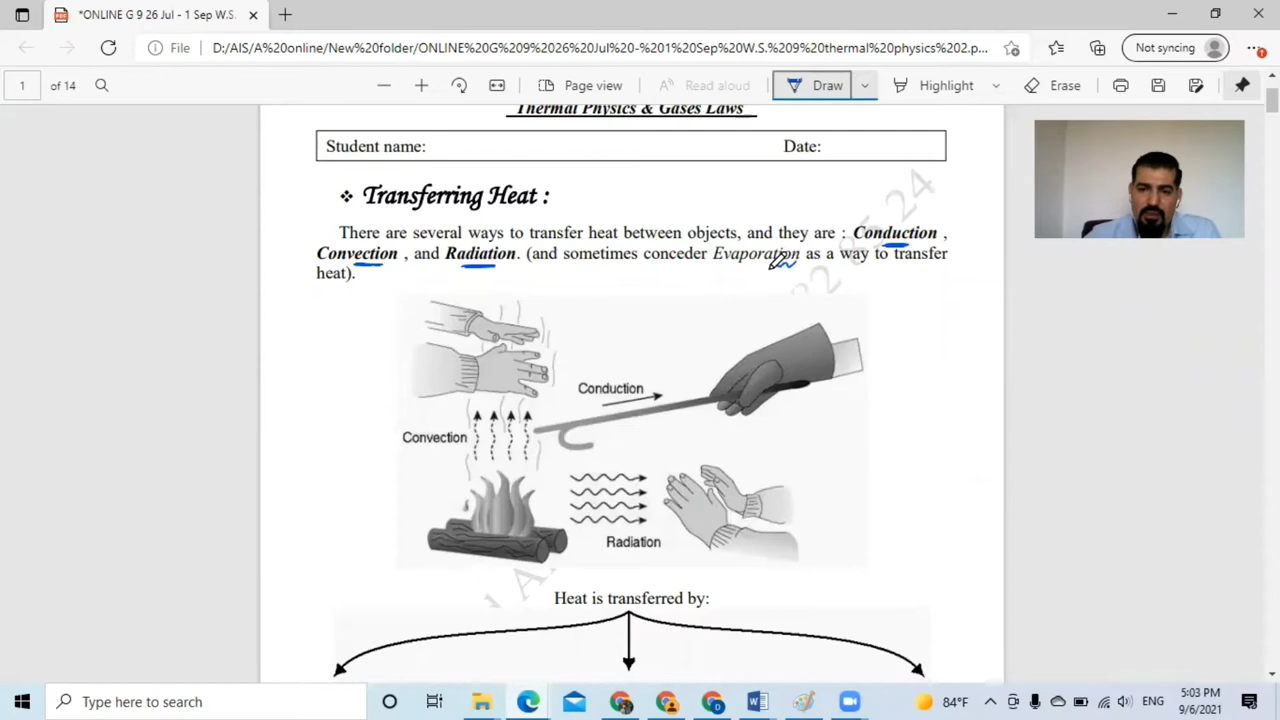 *ONLINE G 9 26 Jul - 1 Sep W.S.
File
D:/AIS/A%20online/New%20folder/ONLINE%20G%209%2026%20Jul%20-%201%20Sep%20W.S.%209%20thermal%20physics%202.p...
Not syncing
1 of 14
Page view
Read aloud
Draw
Highlight
Erase
Thermal Physics & Gases Laws
Student name: Date:
❖ Transferring Heat :
There are several ways to transfer heat between objects, and they are : Conduction ,
Convection , and Radiation. (and sometimes conceder Evaporation as a way to transfer
heat).
Conduction
Convection
Radiation
Heat is transferred by:
Type here to search
84°F
ENG
5:03 PM
9/6/2021